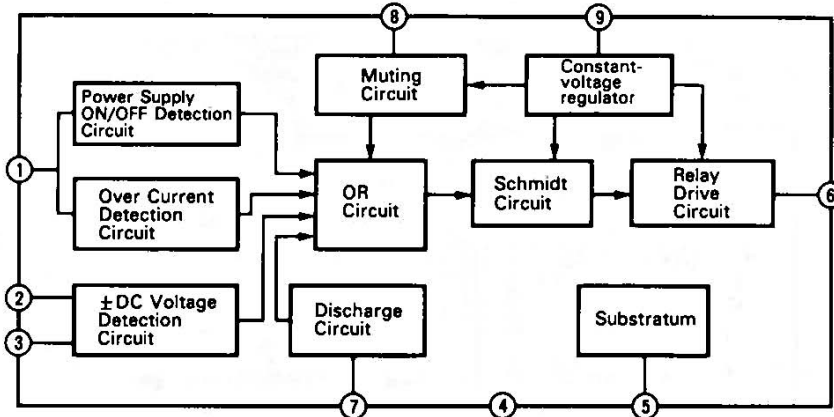 8
9
Muting
Circuit
Constant-
voltage
regulator
Power Supply
ON/OFF Detection
Circuit
1
Over Current
Detection
Circuit
OR
Circuit
Schmidt
Circuit
Relay
Drive
Circuit
6
2
3
±DC Voltage
Detection
Circuit
Discharge
Circuit
Substratum
7
4
5